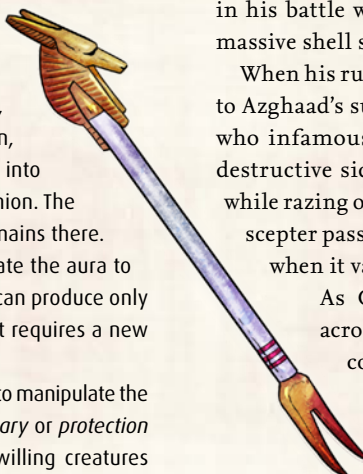 n,
into
nion. The
mains there.
ate the aura to
can produce only
t requires a new
to manipulate the
ary or protection
willing creatures
in his battle w
massive shell s
When his ru
to Azghaad's su
who infamous
destructive sid
while razing o
scepter pass
when it va
As
acro
co